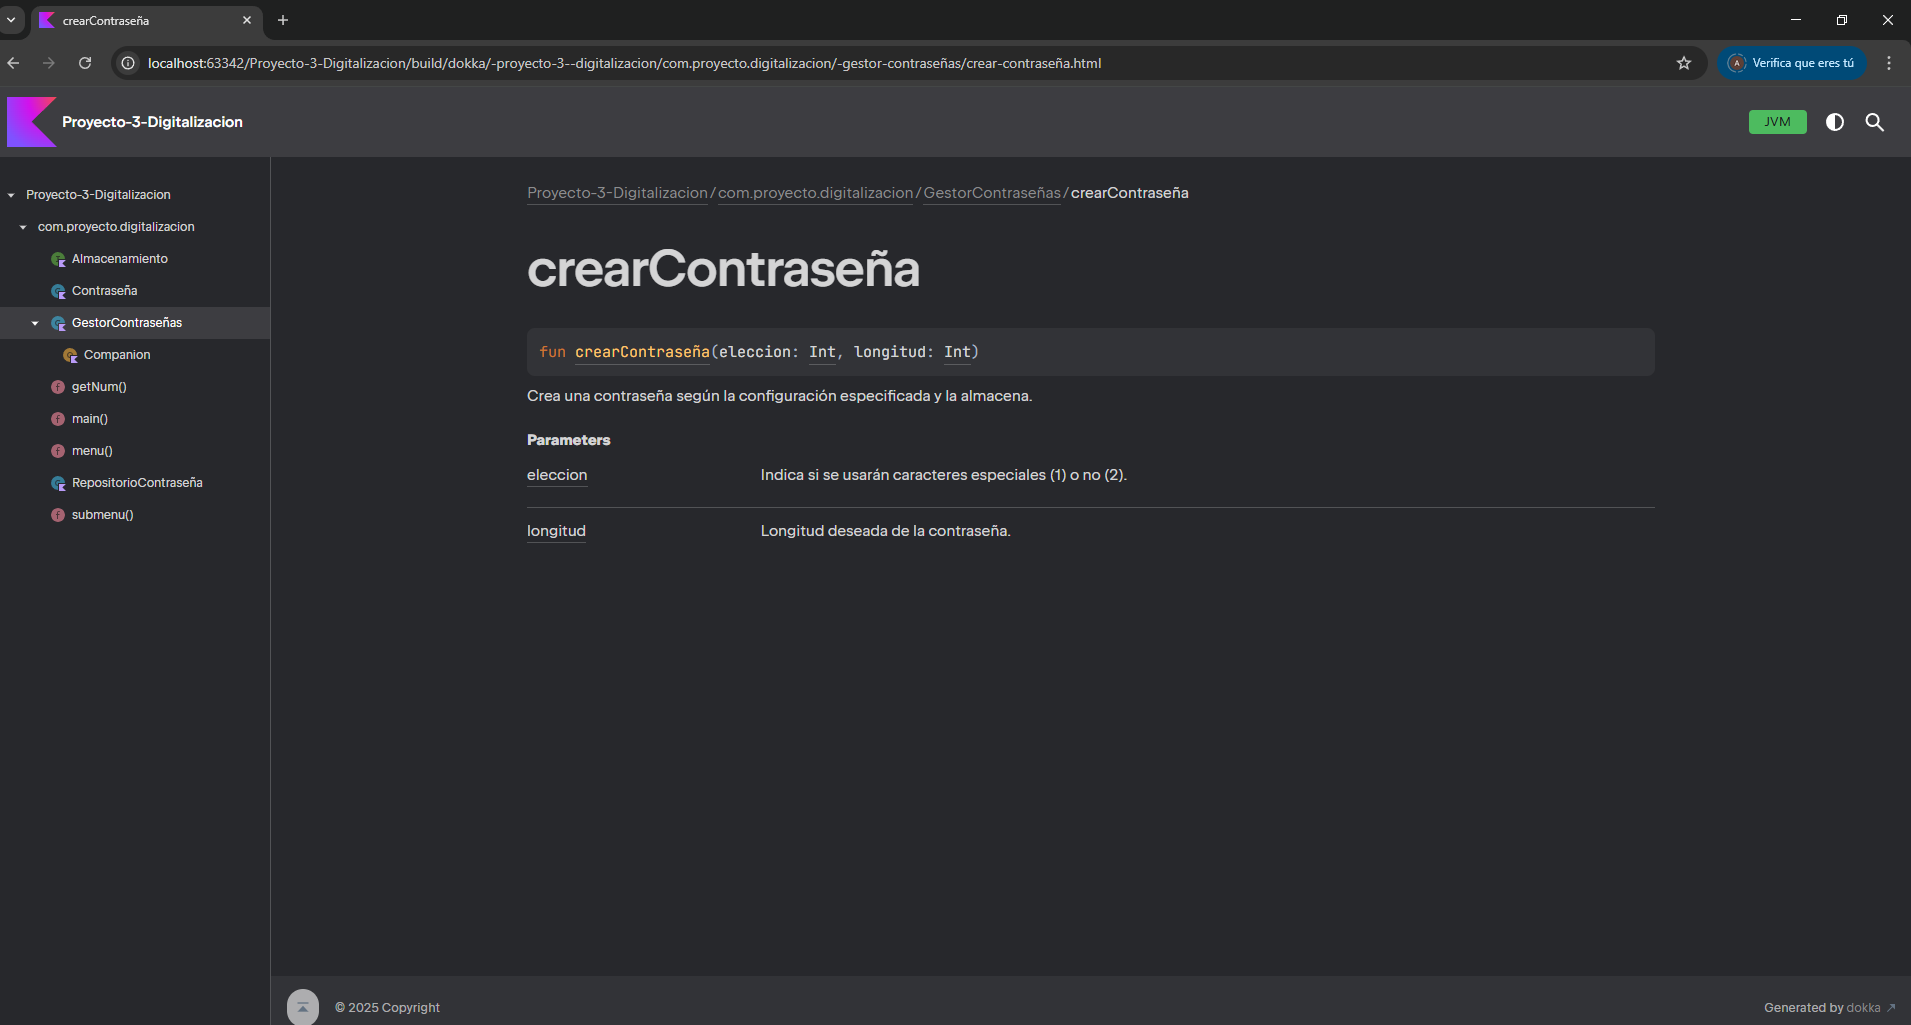 crearContraseña
localhost:63342/Proyecto-3-Digitalizacion/build/dokka/-proyecto-3--digitalizacion/com.proyecto.digitalizacion/-gestor-contraseñas/crear-contraseña.html
A
Verifica que eres tú
Proyecto-3-Digitalizacion
JVM
Proyecto-3-Digitalizacion
com.proyecto.digitalizacion
Almacenamiento
Contraseña
GestorContraseñas
Companion
f getNum()
f main()
f menu()
RepositorioContraseña
f submenu()
Proyecto-3-Digitalizacion/com.proyecto.digitalizacion/GestorContraseñas/crearContraseña
crearContraseña
fun crearContraseña(eleccion: Int, longitud: Int)
Crea una contraseña según la configuración especificada y la almacena.
Parameters
eleccion Indica si se usarán caracteres especiales (1) o no (2).
longitud Longitud deseada de la contraseña.
© 2025 Copyright
Generated by dokka